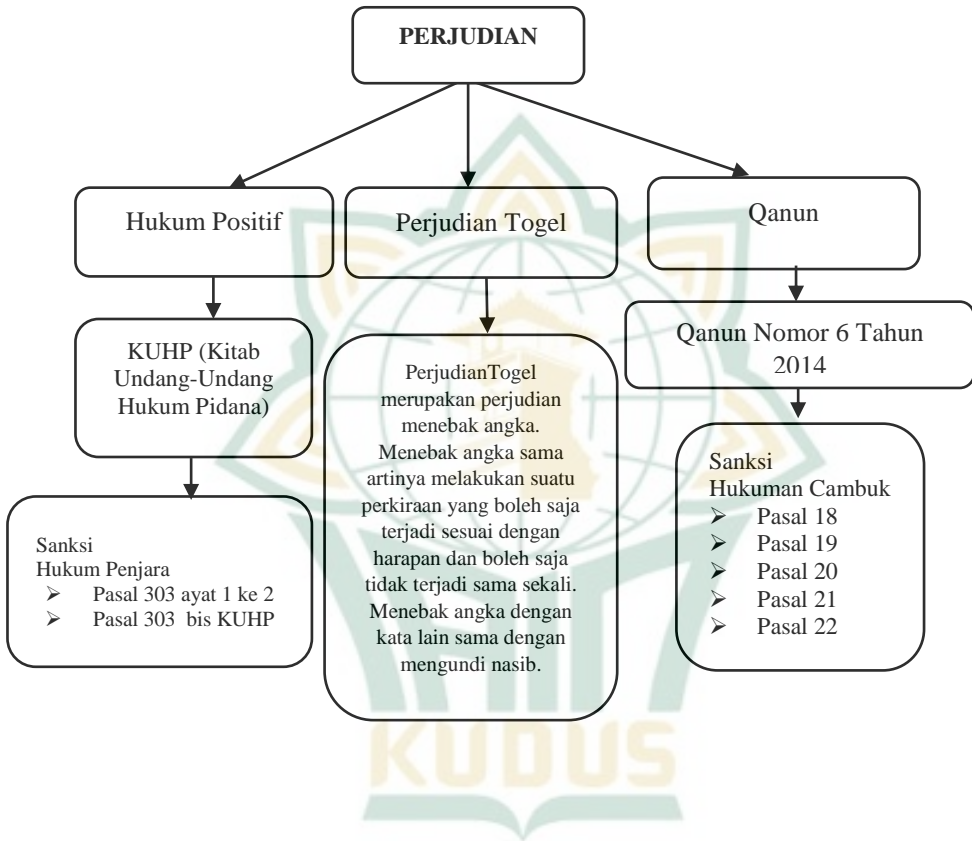 PERJUDIAN
Hukum Positif
Perjudian Togel
Qanun
KUHP (Kitab
Undang-Undang
Hukum Pidana)
Sanksi
Hukum Penjara
➢ Pasal 303 ayat 1 ke 2
➢ Pasal 303 bis KUHP
PerjudianTogel
merupakan perjudian
menebak angka.
Menebak angka sama
artinya melakukan suatu
perkiraan yang boleh saja
terjadi sesuai dengan
harapan dan boleh saja
tidak terjadi sama sekali.
Menebak angka dengan
kata lain sama dengan
mengundi nasib.
Qanun Nomor 6 Tahun
2014
Sanksi
Hukuman Cambuk
➢ Pasal 18
➢ Pasal 19
➢ Pasal 20
➢ Pasal 21
➢ Pasal 22
KUDUS